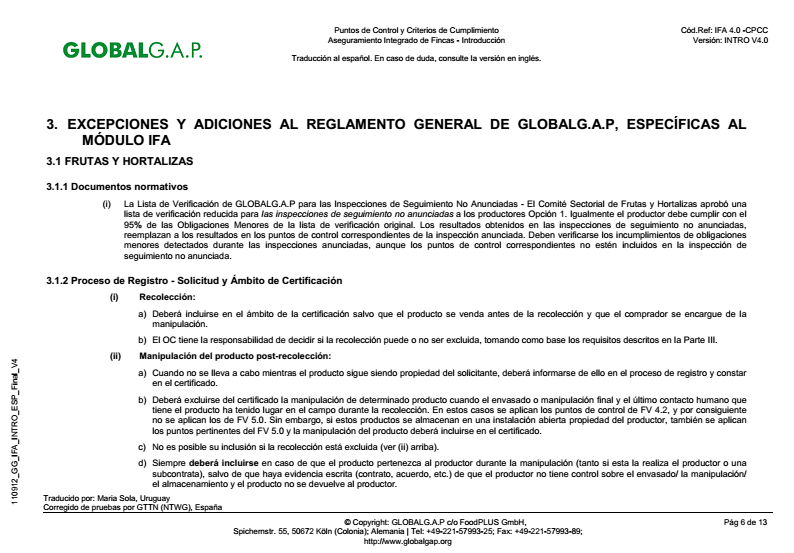 GLOBALG.A.P.
Puntos de Control y Criterios de Cumplimiento
Aseguramiento Integrado de Fincas - Introducción
Traducción al español. En caso de duda, consulte la versión en inglés.
Cód.Ref: IFA 4.0 -CPCC
Versión: INTRO V4.0
3. EXCEPCIONES Y ADICIONES AL REGLAMENTO GENERAL DE GLOBALG.A.P, ESPECÍFICAS AL
MÓDULO IFA
3.1 FRUTAS Y HORTALIZAS
3.1.1 Documentos normativos
(i) La Lista de Verificación de GLOBALG.A.P para las Inspecciones de Seguimiento No Anunciadas - El Comité Sectorial de Frutas y Hortalizas aprobó una
lista de verificación reducida para las inspecciones de seguimiento no anunciadas a los productores Opción 1. Igualmente el productor debe cumplir con el
95% de las Obligaciones Menores de la lista de verificación original. Los resultados obtenidos en las inspecciones de seguimiento no anunciadas,
reemplazan a los resultados en los puntos de control correspondientes de la inspección anunciada. Deben verificarse los incumplimientos de obligaciones
menores detectados durante las inspecciones anunciadas, aunque los puntos de control correspondientes no estén incluidos en la inspección de
seguimiento no anunciada.
3.1.2 Proceso de Registro - Solicitud y Ámbito de Certificación
(i) Recolección:
a) Deberá incluirse en el ámbito de la certificación salvo que el producto se venda antes de la recolección y que el comprador se encargue de la
manipulación.
b) El OC tiene la responsabilidad de decidir si la recolección puede o no ser excluida, tomando como base los requisitos descritos en la Parte III.
(ii) Manipulación del producto post-recolección:
a) Cuando no se lleva a cabo mientras el producto sigue siendo propiedad del solicitante, deberá informarse de ello en el proceso de registro y constar
en el certificado.
b) Deberá excluirse del certificado la manipulación de determinado producto cuando el envasado o manipulación final y el último contacto humano que
tiene el producto ha tenido lugar en el campo durante la recolección. En estos casos se aplican los puntos de control de FV 4.2, y por consiguiente
no se aplican los de FV 5.0. Sin embargo, si estos productos se almacenan en una instalación abierta propiedad del productor, también se aplican
los puntos pertinentes del FV 5.0 y la manipulación del producto deberá incluirse en el certificado.
c) No es posible su inclusión si la recolección está excluida (ver (ii) arriba).
d) Siempre deberá incluirse en caso de que el producto pertenezca al productor durante la manipulación (tanto si esta la realiza el productor o una
subcontrata), salvo de que haya evidencia escrita (contrato, acuerdo, etc.) de que el productor no tiene control sobre el envasado/ la manipulación/
el almacenamiento y el producto no se devuelve al productor.
110912_GG_IFA_INTRO_ESP_Final_V4
Traducido por: Maria Sola, Uruguay
Corregido de pruebas por GTTN (NTWG), España
© Copyright: GLOBALG.A.P c/o FoodPLUS GmbH,
Spichernstr. 55, 50672 Köln (Colonia); Alemania | Tel: +49-221-57993-25; Fax: +49-221-57993-89;
http://www.globalgap.org
Pág 6 de 13